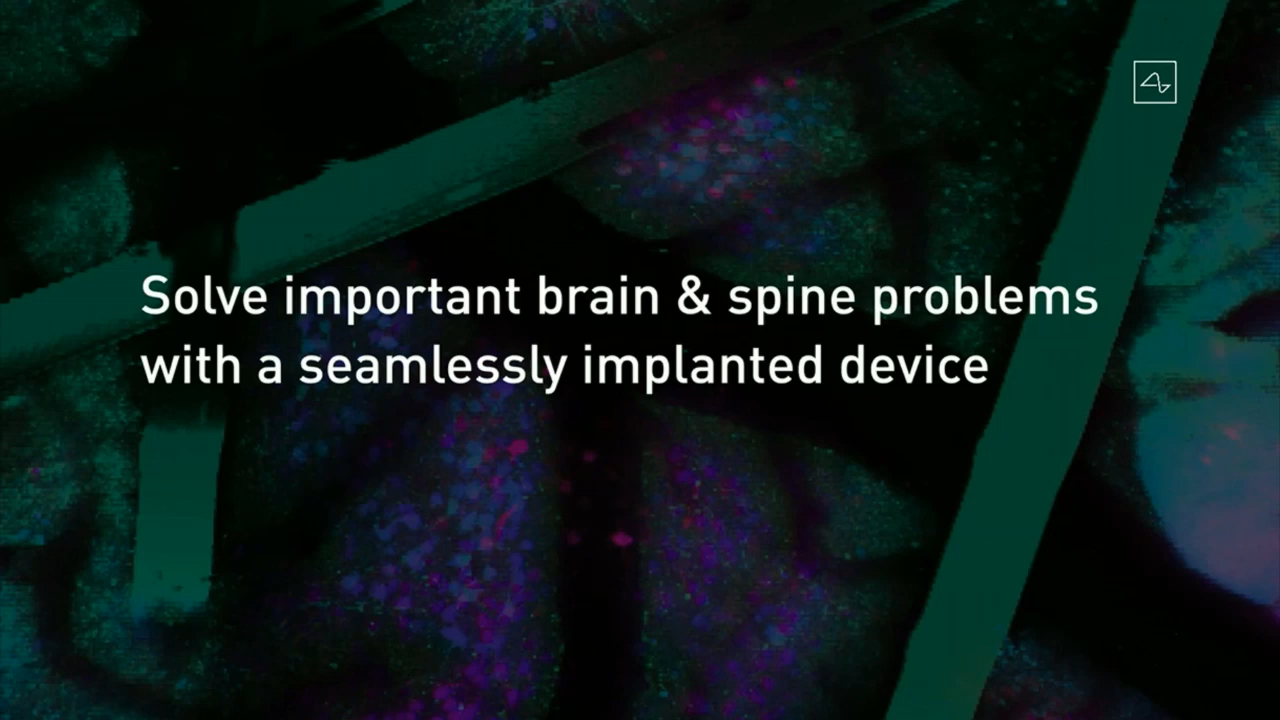 Solve important brain & spine problems
with a seamlessly implanted device